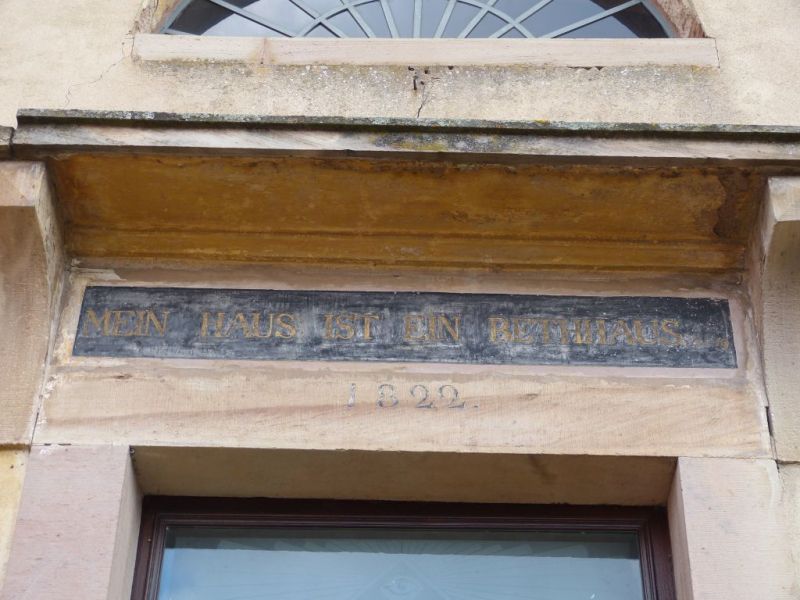 MEIN HAUS IST EIN BETHHAUS
1822.